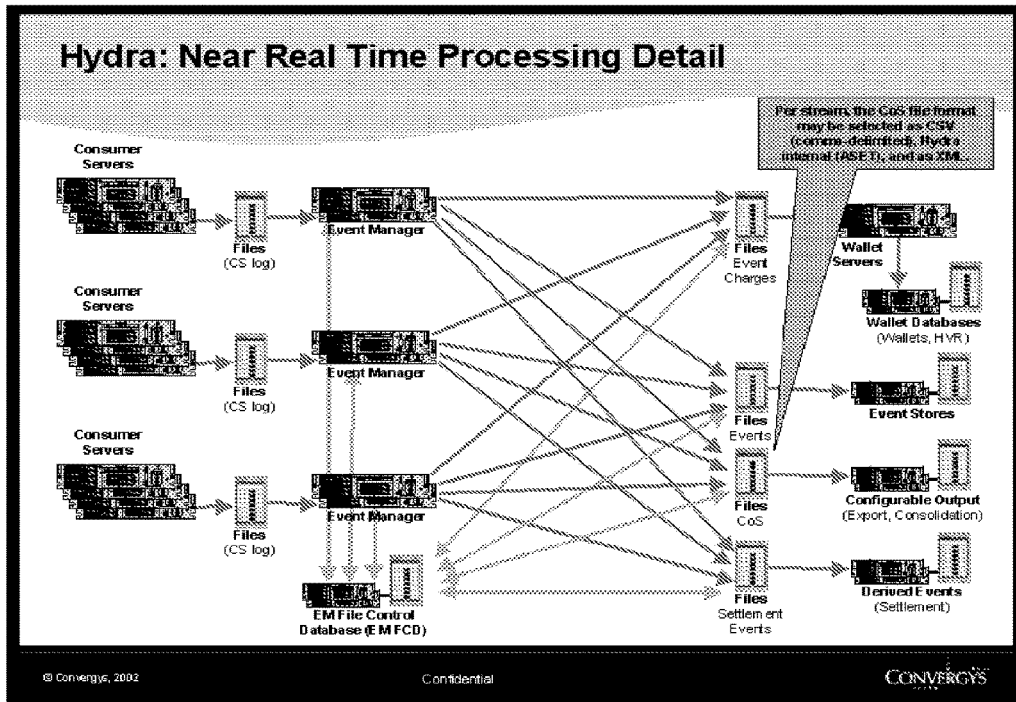 Hydra: Near Real Time Processing Detail
Per stream, the CoS file format
may be selected as CSV
(comma-delimited), Hydra
internal (ASET), and as XML.
Consumer
Servers
Files
(CS log)
Event Manager
Files
Event
Charges
Wallet
Servers
Wallet Databases
(Wallets, HVR)
Consumer
Servers
Files
(CS log)
Event Manager
Files
Events
Event Stores
Consumer
Servers
Files
(CS log)
Event Manager
Files
CoS
Configurable Output
(Export, Consolidation)
EM File Control
Database (EM FCD)
Files
Settlement
Events
Derived Events
(Settlement)
© Convergys, 2002
Confidential
CONVERGYS